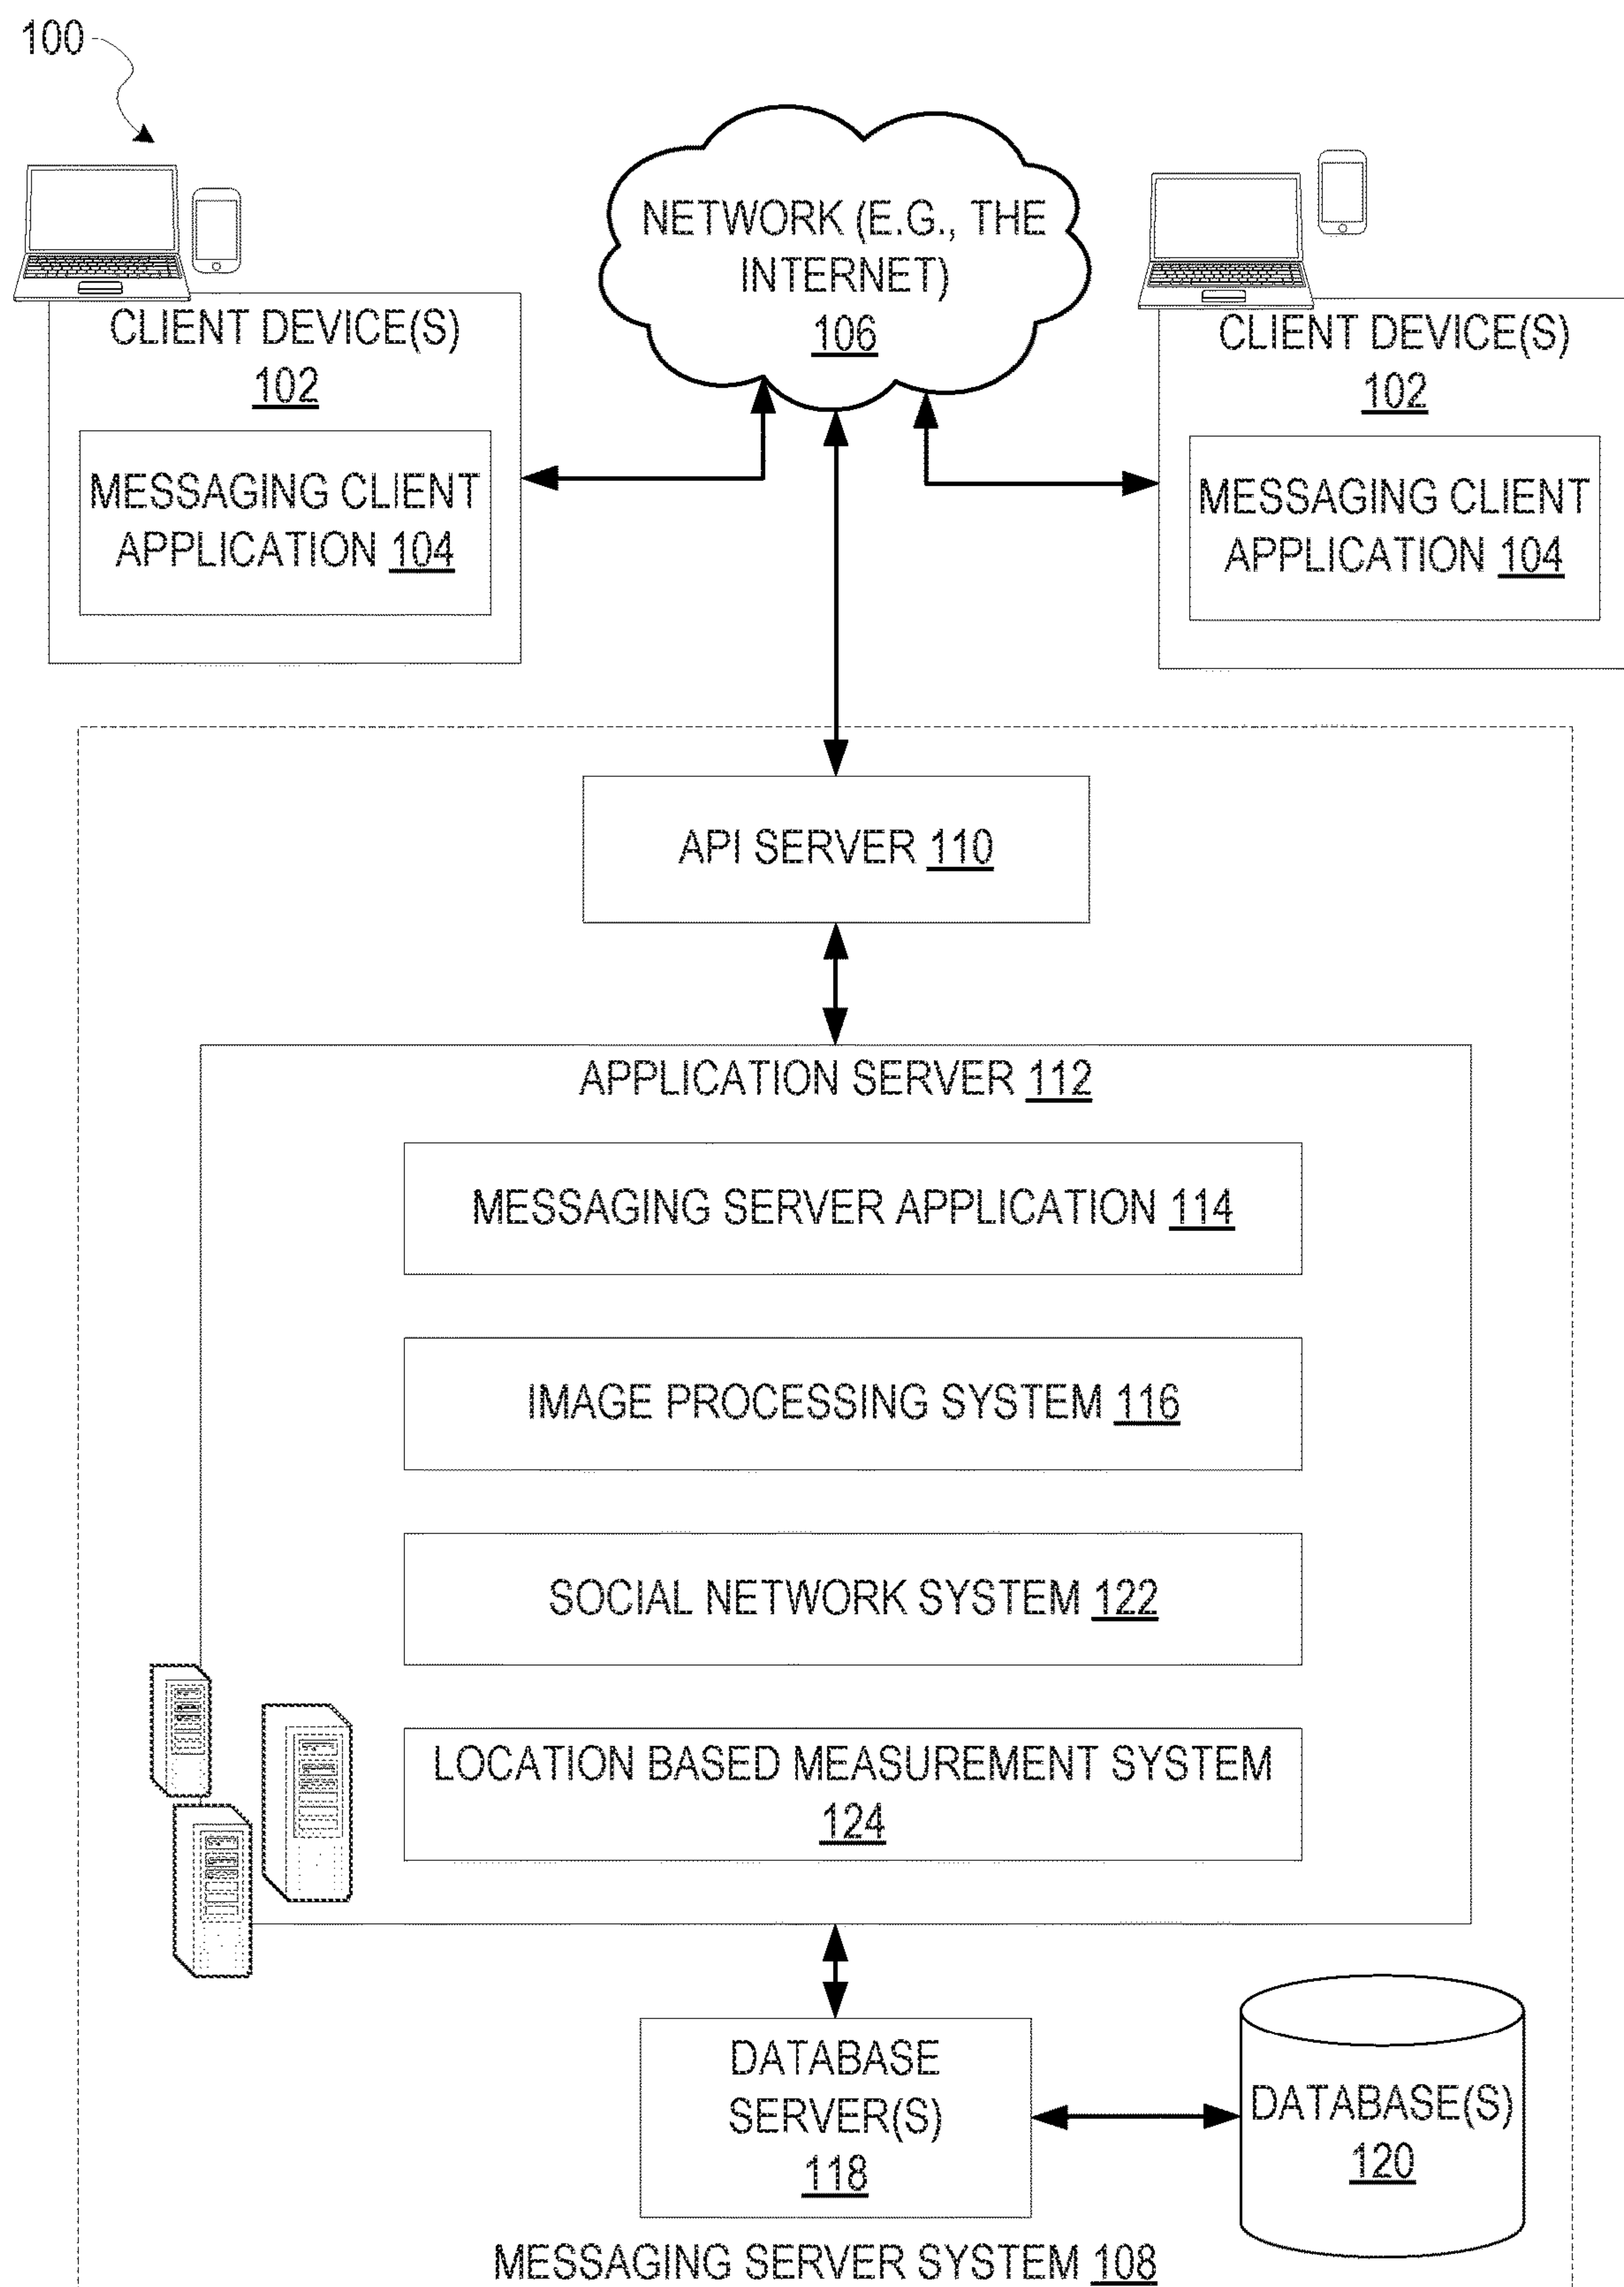 100
NETWORK (E.G., THE
INTERNET)
106
CLIENT DEVICE(S)
102
MESSAGING CLIENT
APPLICATION 104
CLIENT DEVICE(S)
102
MESSAGING CLIENT
APPLICATION 104
API SERVER 110
APPLICATION SERVER 112
MESSAGING SERVER APPLICATION 114
IMAGE PROCESSING SYSTEM 116
SOCIAL NETWORK SYSTEM 122
LOCATION BASED MEASUREMENT SYSTEM
124
DATABASE
SERVER(S)
118
DATABASE(S)
120
MESSAGING SERVER SYSTEM 108